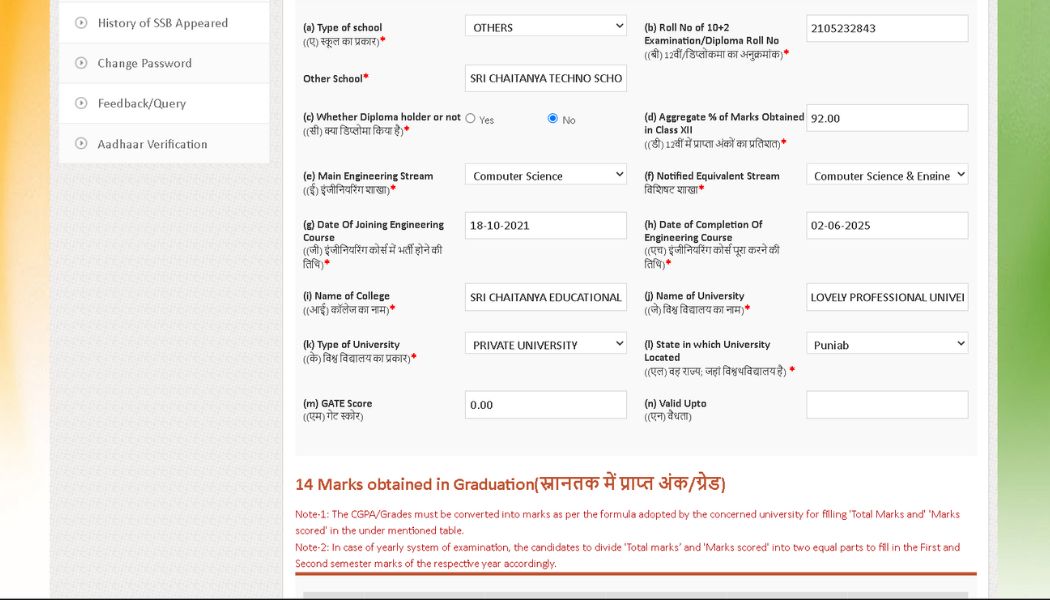 History of SSB Appeared
Change Password
Feedback/Query
Aadhaar Verification
(a) Type of school
((ए) स्कूल का प्रकार)*
OTHERS
(b) Roll No of 10+2
Examination/Diploma Roll No
((बी) 12वीं/डिप्लोकमा का अनुक्रमांक)*
2105232843
Other School*
SRI CHAITANYA TECHNO SCHO
(c) Whether Diploma holder or not
((सी) क्या डिप्लोमा किया है)*
Yes
No
(d) Aggregate % of Marks Obtained
in Class XII
((डी) 12वीं में प्राप्ता अंकों का प्रतिशत)*
92.00
(e) Main Engineering Stream
((ई) इंजीनियरिंग शाखा)*
Computer Science
(f) Notified Equivalent Stream
विशिष्ट शाखा*
Computer Science & Engine
(g) Date Of Joining Engineering
Course
((जी) इंजीनियरिंग कोर्स में भर्ती होने की
तिथि)*
18-10-2021
(h) Date of Completion Of
Engineering Course
((एच) इंजीनियरिंग कोर्स पूरा करने की
तिथि)*
02-06-2025
(i) Name of College
((आई) कॉलेज का नाम)*
SRI CHAITANYA EDUCATIONAL
(j) Name of University
((जे) विश्व विद्यालय का नाम)*
LOVELY PROFESSIONAL UNIVEI
(k) Type of University
((के) विश्व विद्यालय का प्रकार)*
PRIVATE UNIVERSITY
(l) State in which University
Located
((एल) वह राज्य; जहां विश्वधविद्यालय है) *
Punjab
(m) GATE Score
((एम) गेट स्कोर)
0.00
(n) Valid Upto
((एन) वैधता)
14 Marks obtained in Graduation(स्नानतक में प्राप्त अंक/ग्रेड)
Note-1: The CGPA/Grades must be converted into marks as per the formula adopted by the concerned university for filling 'Total Marks and' 'Marks
scored' in the under mentioned table.
Note-2: In case of yearly system of examination, the candidates to divide 'Total marks' and 'Marks scored' into two equal parts to fill in the First and
Second semester marks of the respective year accordingly.